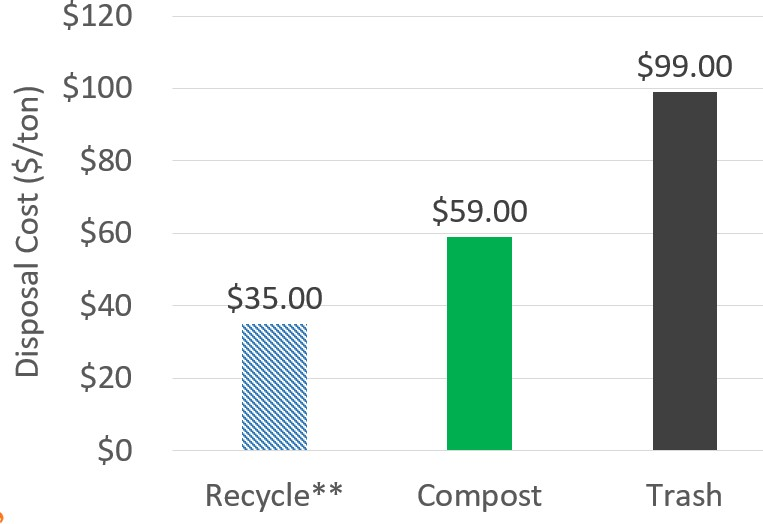 $120
$100
$80
$60
$40
$20
$0
Disposal Cost ($/ton)
$35.00
$59.00
$99.00
Recycle**
Compost
Trash